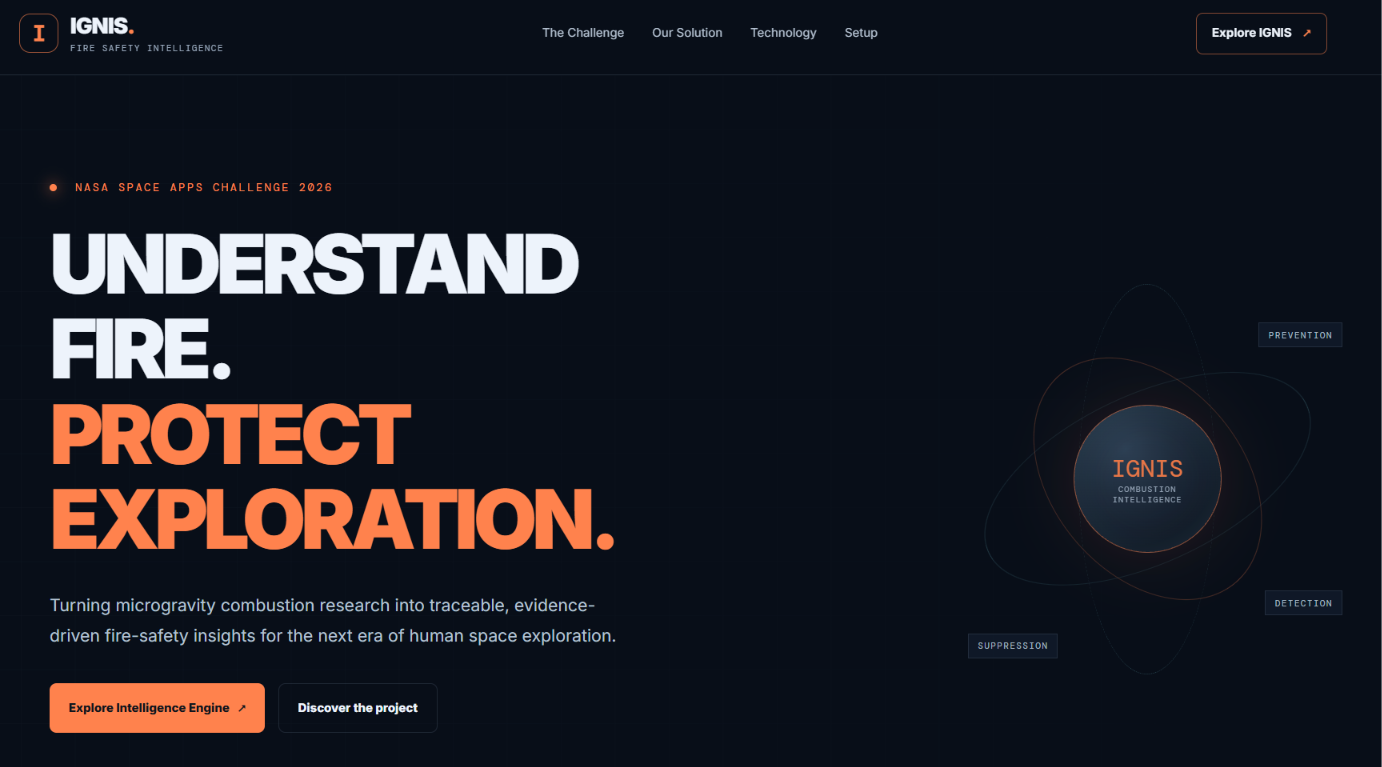 I
IGNIS.
FIRE SAFETY INTELLIGENCE
The Challenge
Our Solution
Technology
Setup
Explore IGNIS ↗
NASA SPACE APPS CHALLENGE 2026
UNDERSTAND
FIRE.
PROTECT
EXPLORATION.
Turning microgravity combustion research into traceable, evidence-
driven fire-safety insights for the next era of human space exploration.
Explore Intelligence Engine ↗
Discover the project
PREVENTION
IGNIS
COMBUSTION
INTELLIGENCE
DETECTION
SUPPRESSION